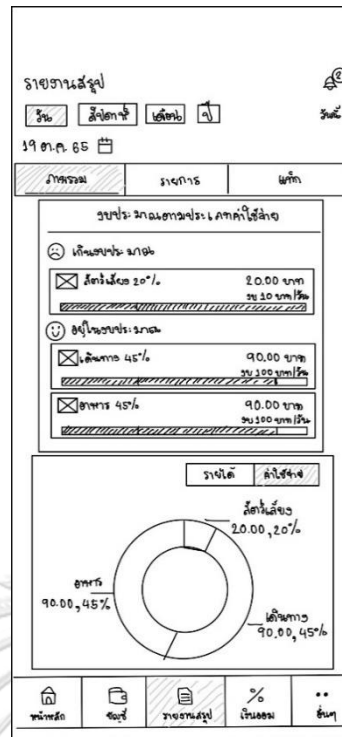 รายงานสรุป
2
วัน สัปดาห์ เดือน ปี วันนี้
19 ต.ค. 65
ภาพรวม รายการ แท็ก
งบประมาณตามประเภทค่าใช้จ่าย
เกินงบประมาณ
สัตว์เลี้ยง 20% 20.00 บาท
งบ 10 บาท/วัน
อยู่ในงบประมาณ
เดินทาง 45% 90.00 บาท
งบ 100 บาท/วัน
อาหาร 45% 90.00 บาท
งบ 100 บาท/วัน
รายได้ ค่าใช้จ่าย
สัตว์เลี้ยง
20.00, 20%
อาหาร
90.00, 45%
เดินทาง
90.00, 45%
หน้าหลัก บัญชี รายงานสรุป เงินออม อื่นๆ